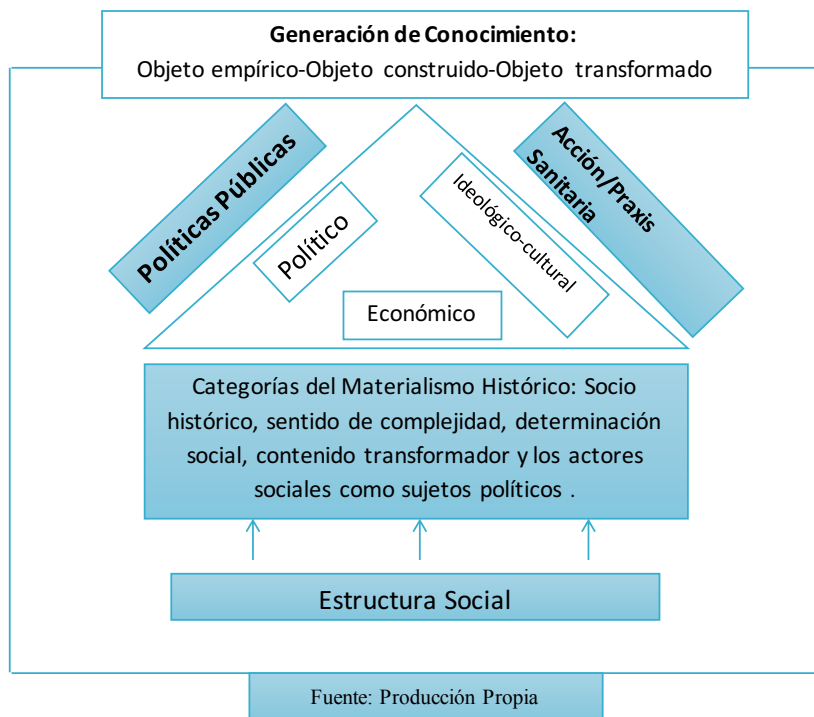 Generación de Conocimiento:
Objeto empírico-Objeto construido-Objeto transformado
Políticas Públicas
Acción/Praxis
Sanitaria
Político
Ideológico-cultural
Económico
Categorías del Materialismo Histórico: Socio
histórico, sentido de complejidad, determinación
social, contenido transformador y los actores
sociales como sujetos políticos .
Estructura Social
Fuente: Producción Propia